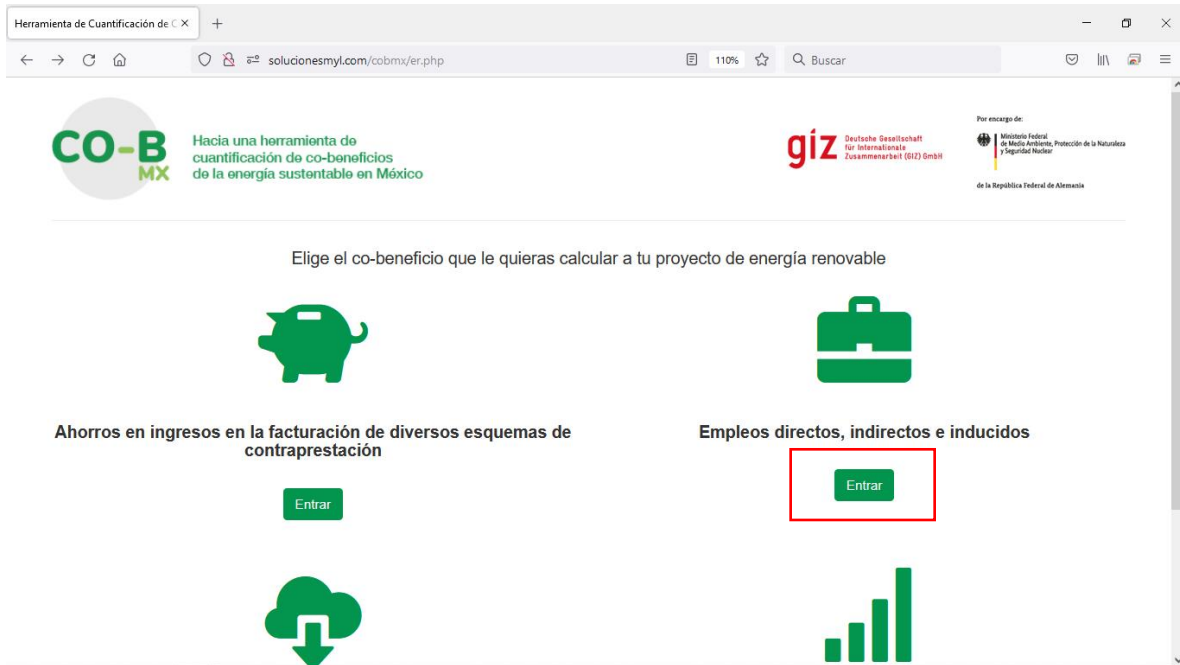 Herramienta de Cuantificación de C
solucionesmyl.com/cobmx/er.php
110%
Buscar
CO-B
MX
Hacia una herramienta de
cuantificación de co-beneficios
de la energía sustentable en México
giz
Deutsche Gesellschaft
für Internationale
Zusammenarbeit (GIZ) GmbH
Por encargo de:
Ministerio Federal
de Medio Ambiente, Protección de la Naturaleza
y Seguridad Nuclear
de la República Federal de Alemania
Elige el co-beneficio que le quieras calcular a tu proyecto de energía renovable
Ahorros en ingresos en la facturación de diversos esquemas de
contraprestación
Entrar
Empleos directos, indirectos e inducidos
Entrar